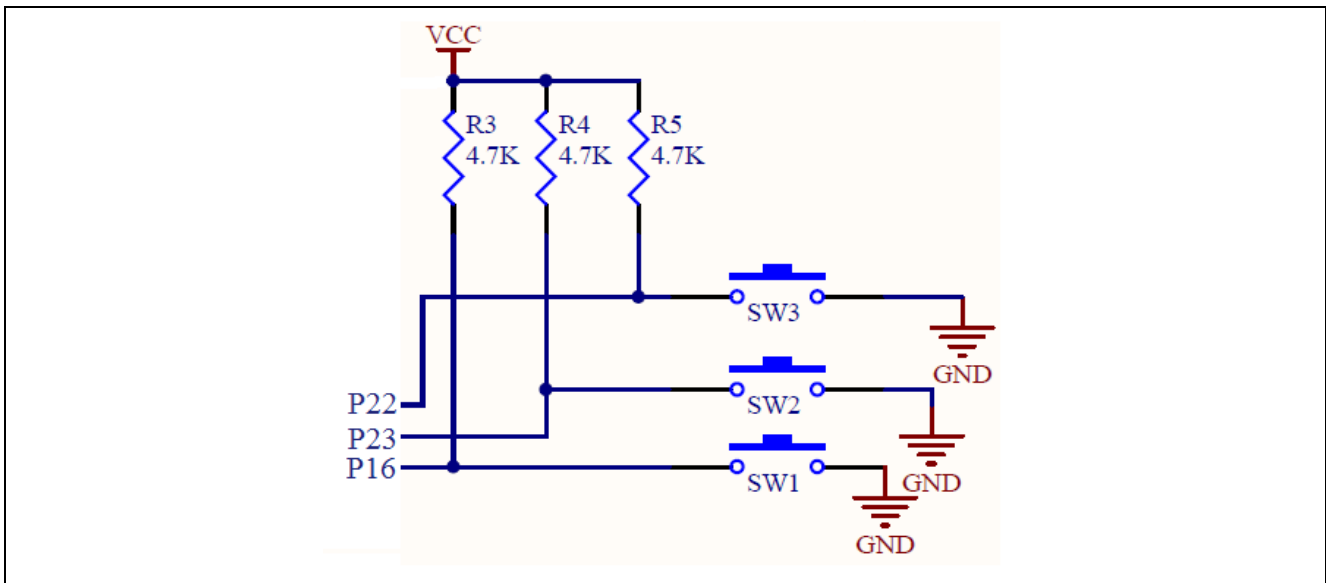 VCC
R3
4.7K
R4
4.7K
R5
4.7K
SW3
GND
P22
SW2
P23
GND
P16
SW1
GND